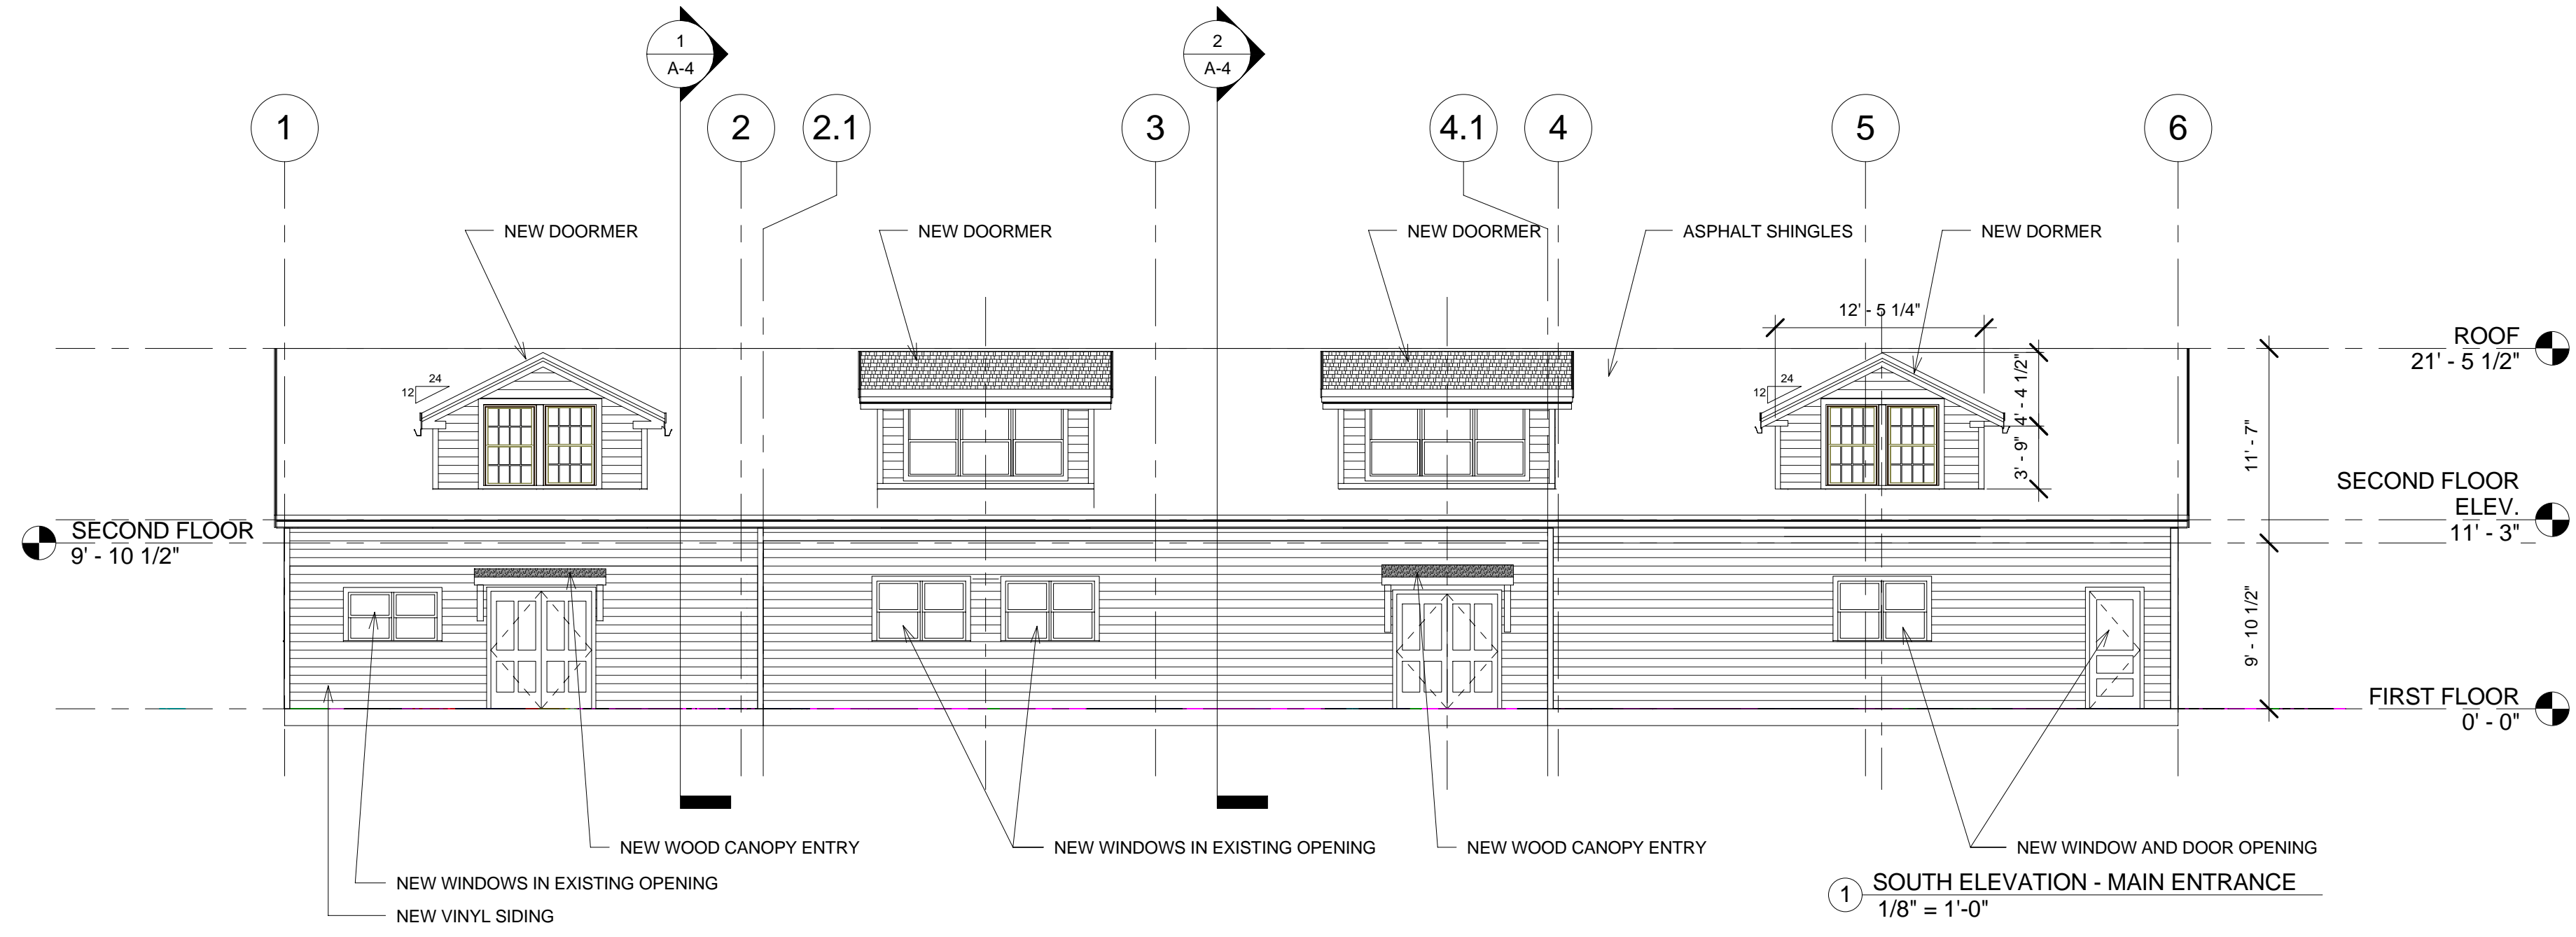 1
A-4
2
A-4
1
2
2.1
3
4.1
4
5
6
NEW DOORMER
NEW DOORMER
NEW DOORMER
ASPHALT SHINGLES
NEW DORMER
12' - 5 1/4"
24
12
24
12
4' - 4 1/2"
3' - 9"
11' - 7"
9' - 10 1/2"
ROOF
21' - 5 1/2"
SECOND FLOOR
ELEV.
11' - 3"
SECOND FLOOR
9' - 10 1/2"
FIRST FLOOR
0' - 0"
NEW WOOD CANOPY ENTRY
NEW WINDOWS IN EXISTING OPENING
NEW WOOD CANOPY ENTRY
NEW WINDOW AND DOOR OPENING
NEW WINDOWS IN EXISTING OPENING
NEW VINYL SIDING
1
SOUTH ELEVATION - MAIN ENTRANCE
1/8" = 1'-0"